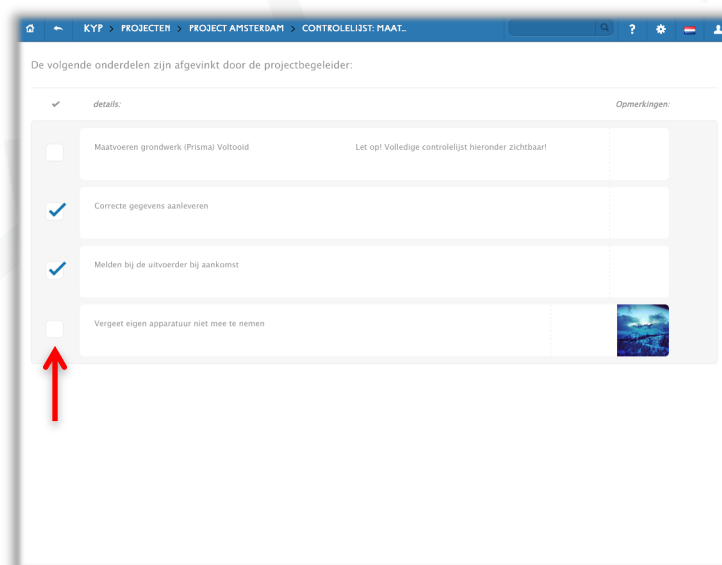 KYP > PROJECTEN > PROJECT AMSTERDAM > CONTROLELIJST: MAAT... ?
De volgende onderdelen zijn afgevinkt door de projectbegeleider:
details: Opmerkingen:
Maatvoeren grondwerk (Prisma) Voltooid Let op! Volledige controlelijst hieronder zichtbaar!
Correcte gegevens aanleveren
Melden bij de uitvoerder bij aankomst
Vergeet eigen apparatuur niet mee te nemen